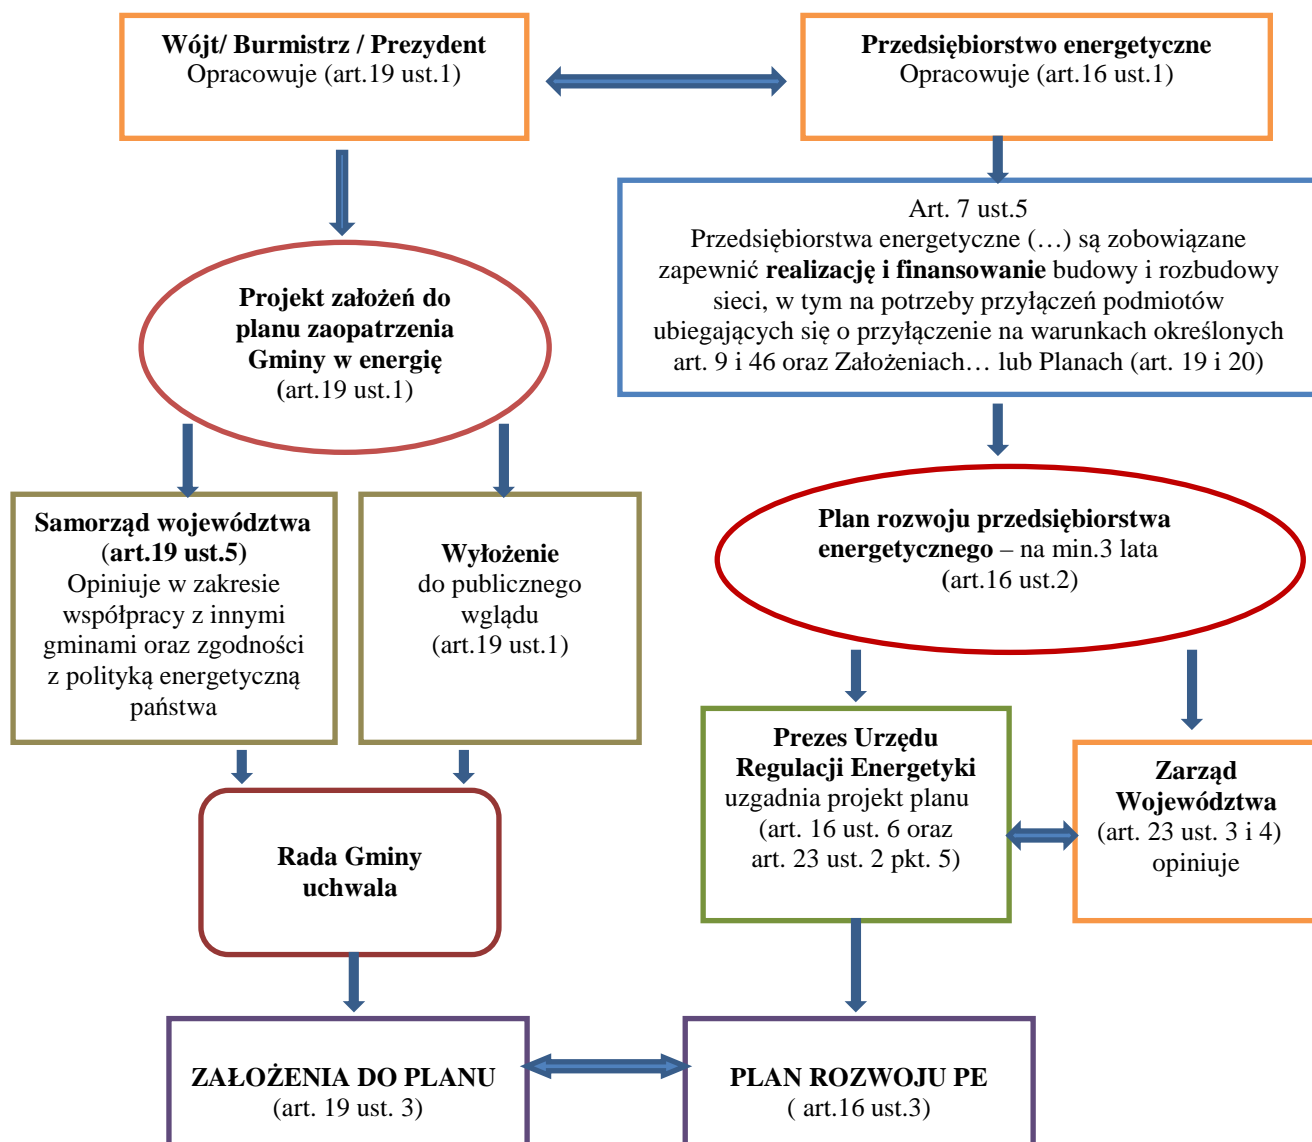 Wójt/ Burmistrz / Prezydent
Opracowuje (art.19 ust.1)
Przedsiębiorstwo energetyczne
Opracowuje (art.16 ust.1)
Art. 7 ust.5
Przedsiębiorstwa energetyczne (…) są zobowiązane
zapewnić realizację i finansowanie budowy i rozbudowy
sieci, w tym na potrzeby przyłączeń podmiotów
ubiegających się o przyłączenie na warunkach określonych
art. 9 i 46 oraz Założeniach… lub Planach (art. 19 i 20)
Projekt założeń do
planu zaopatrzenia
Gminy w energię
(art.19 ust.1)
Samorząd województwa
(art.19 ust.5)
Opiniuje w zakresie
współpracy z innymi
gminami oraz zgodności
z polityką energetyczną
państwa
Wyłożenie
do publicznego
wglądu
(art.19 ust.1)
Plan rozwoju przedsiębiorstwa
energetycznego – na min.3 lata
(art.16 ust.2)
Prezes Urzędu
Regulacji Energetyki
uzgadnia projekt planu
(art. 16 ust. 6 oraz
art. 23 ust. 2 pkt. 5)
Zarząd
Województwa
(art. 23 ust. 3 i 4)
opiniuje
Rada Gminy
uchwala
ZAŁOŻENIA DO PLANU
(art. 19 ust. 3)
PLAN ROZWOJU PE
( art.16 ust.3)